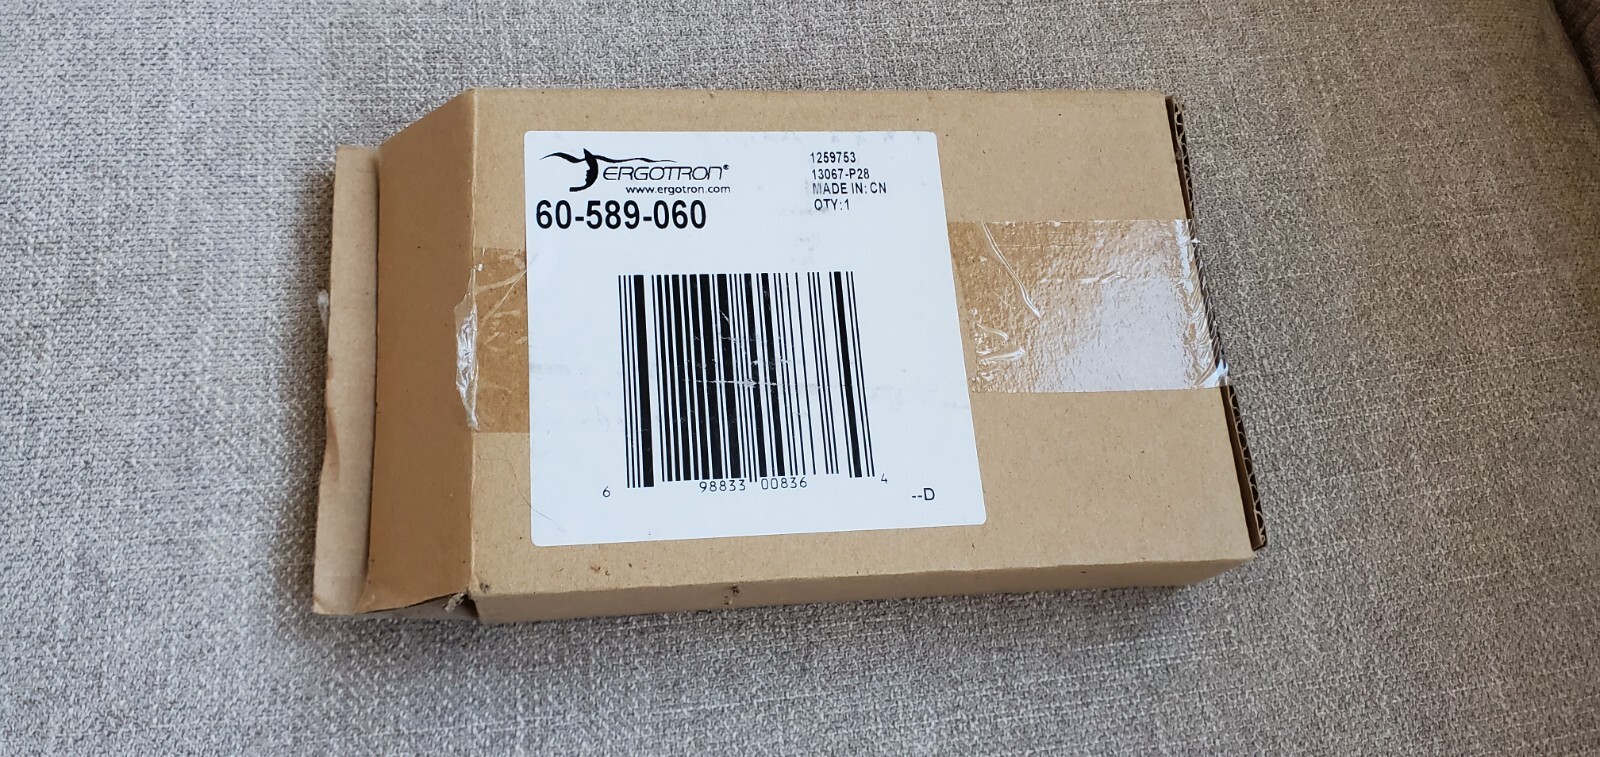 ERGOTRON®
www.ergotron.com
60-589-060
1259753
13067-P28
MADE IN: CN
QTY:1
6 98833 00836 4
--D